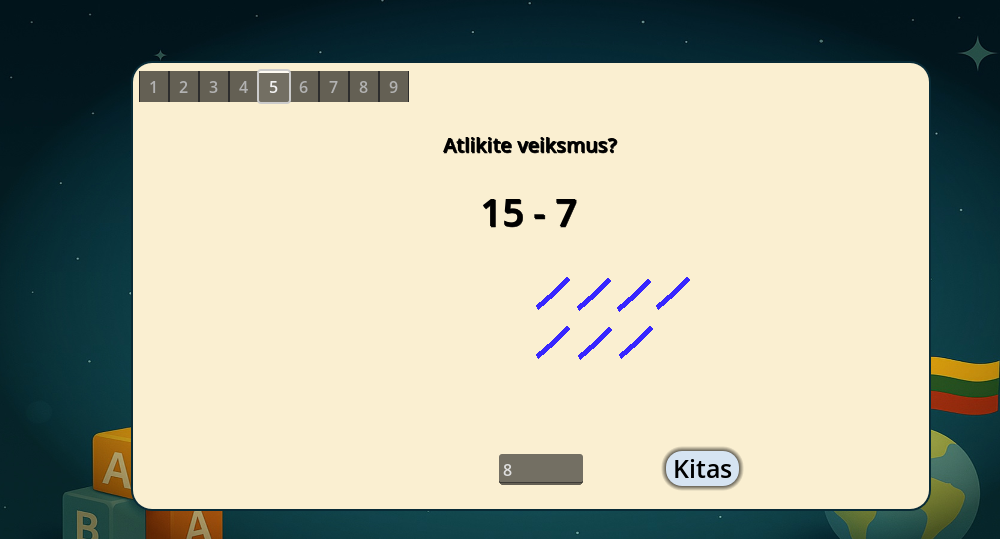 1 2 3 4 5 6 7 8 9
Atlikite veiksmus?
15 - 7
8
Kitas
A
B
A